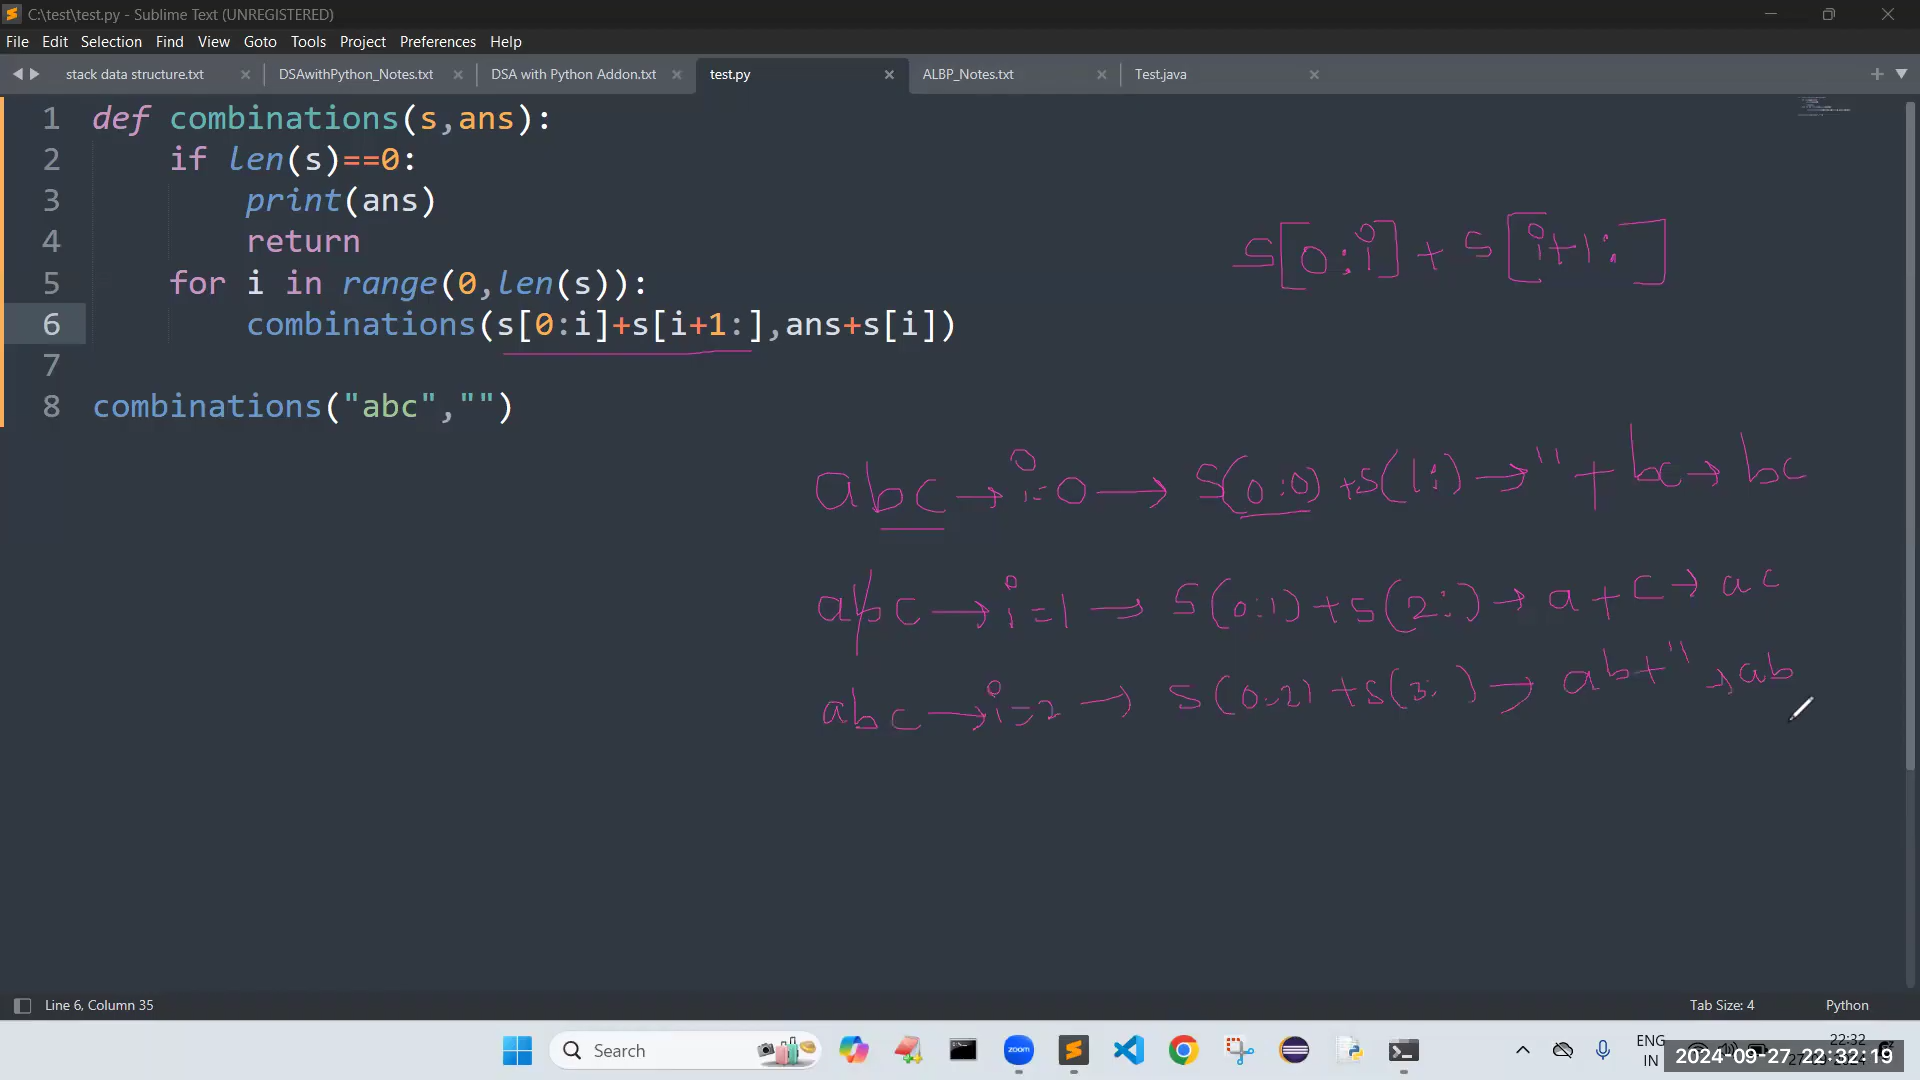 C:\test\test.py - Sublime Text (UNREGISTERED)
File Edit Selection Find View Goto Tools Project Preferences Help
stack data structure.txt DSAwithPython_Notes.txt DSA with Python Addon.txt test.py ALBP_Notes.txt Test.java
1 def combinations(s,ans):
2 if len(s)==0:
3 print(ans)
4 return
5 for i in range(0,len(s)):
6 combinations(s[0:i]+s[i+1:],ans+s[i])
7
8 combinations("abc","")
s[0:i]+s[i+1:]
abc→i=0→s(0:0)+s(1:)→''+bc→bc
abc→i=1→s(0:1)+s(2:)→a+c→ac
abc→i=2→s(0:2)+s(3:)→ab+''→ab
Line 6, Column 35 Tab Size: 4 Python
Search zoom ENG 22:32
IN 2024-09-27 22:32:19